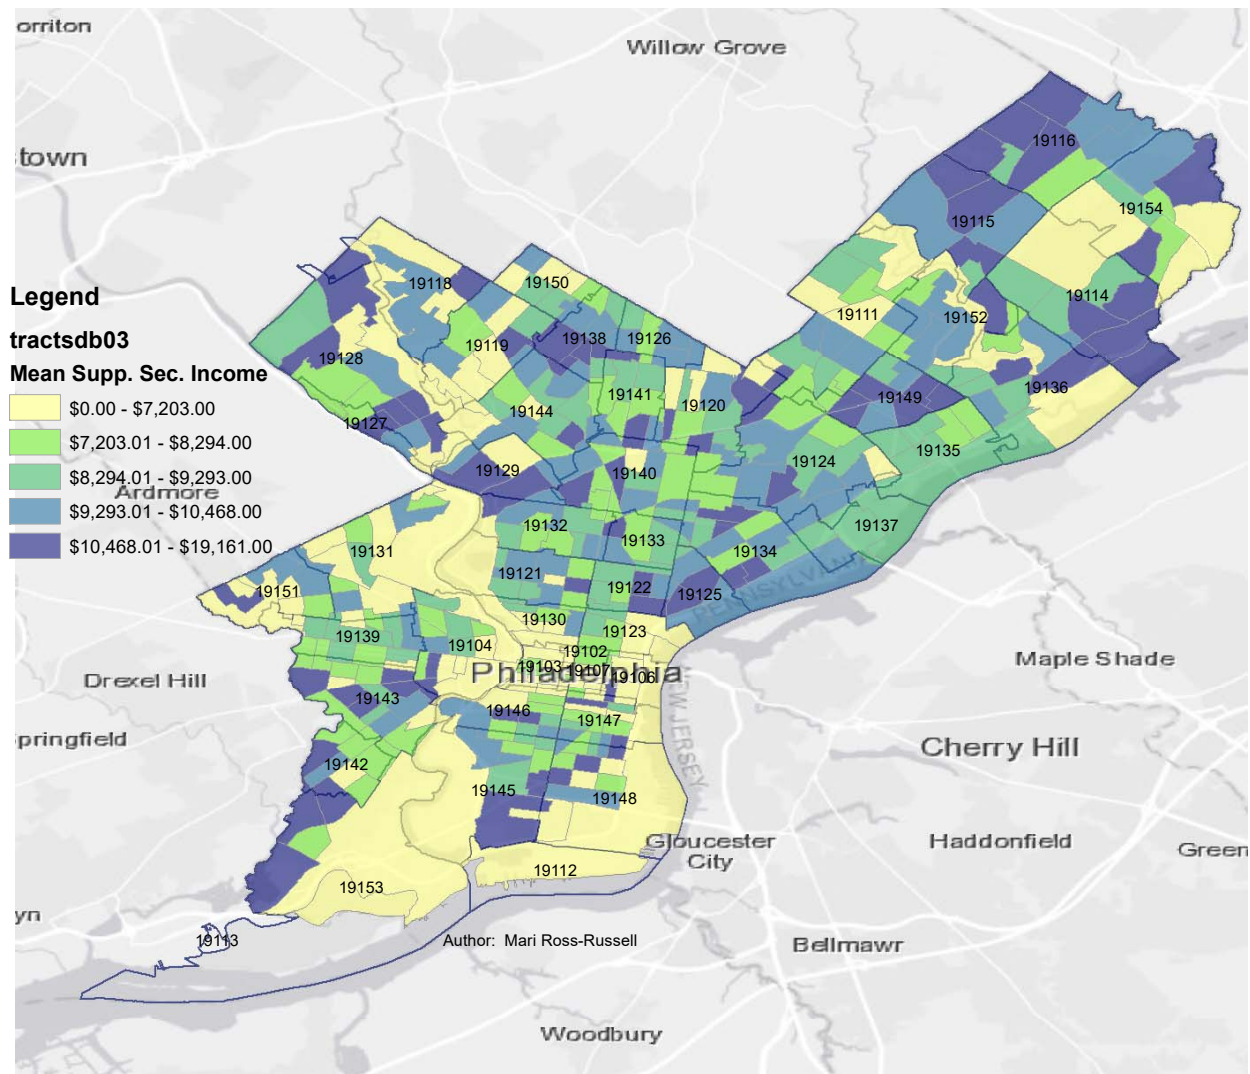 orriton
Willow Grove
town
19116
19154
19115
19118
19150
19114
Legend
tractsdb03
Mean Supp. Sec. Income
$0.00 - $7,203.00
$7,203.01 - $8,294.00
$8,294.01 - $9,293.00
$9,293.01 - $10,468.00
$10,468.01 - $19,161.00
19111
19152
19138
19126
19119
19128
19136
19141
19149
19120
19144
19127
19135
19124
19129
19140
Ardmore
19132
19137
19133
19131
19134
19121
19122
19125
PENNSYLVANIA
19151
19130
19123
19139
19104
19102
19103
19107
19106
Philadelphia
Maple Shade
Drexel Hill
19143
19146
19147
NEW JERSEY
pringfield
Cherry Hill
19142
19145
19148
Gloucester
City
Haddonfield
Green
19112
19153
yn
19113
Author: Mari Ross-Russell
Bellmawr
Woodbury